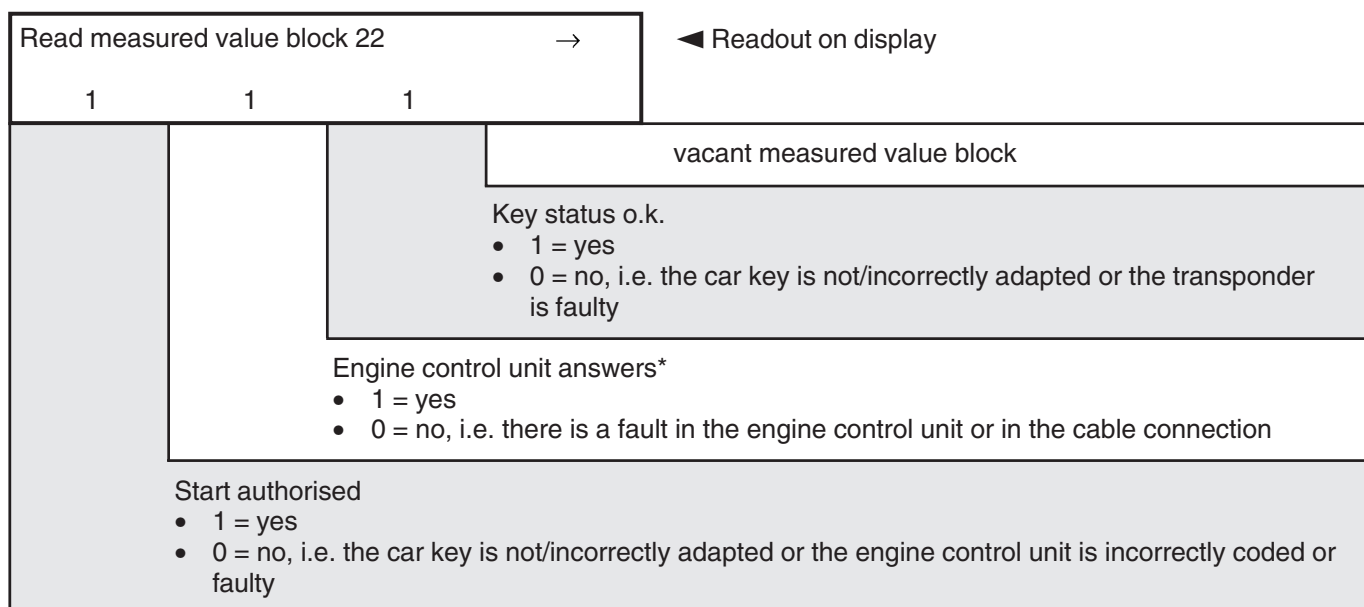 Read measured value block 22 →
◄ Readout on display
1 1 1
vacant measured value block
Key status o.k.
• 1 = yes
• 0 = no, i.e. the car key is not/incorrectly adapted or the transponder
is faulty
Engine control unit answers*
• 1 = yes
• 0 = no, i.e. there is a fault in the engine control unit or in the cable connection
Start authorised
• 1 = yes
• 0 = no, i.e. the car key is not/incorrectly adapted or the engine control unit is incorrectly coded or
faulty